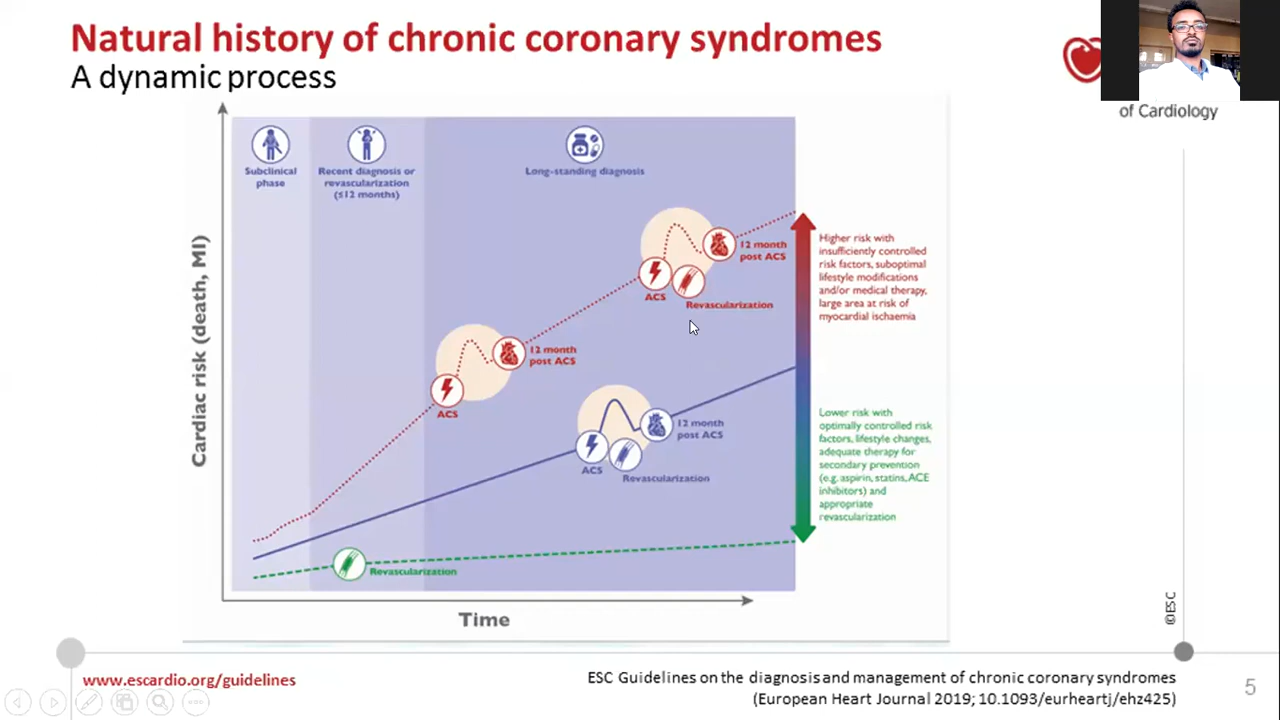 Natural history of chronic coronary syndromes
A dynamic process
of Cardiology
Subclinical
phase
Recent diagnosis or
revascularization
(≤12 months)
Long-standing diagnosis
Cardiac risk (death, MI)
12 month
post ACS
ACS
Revascularization
12 month
post ACS
ACS
12 month
post ACS
ACS
Revascularization
Revascularization
Higher risk with
insufficiently controlled
risk factors, suboptimal
lifestyle modifications
and/or medical therapy,
large area at risk of
myocardial ischaemia
Lower risk with
optimally controlled risk
factors, lifestyle changes,
adequate therapy for
secondary prevention
(e.g. aspirin, statins, ACE
inhibitors) and
appropriate
revascularization
Time
©ESC
www.escardio.org/guidelines
ESC Guidelines on the diagnosis and management of chronic coronary syndromes
(European Heart Journal 2019; 10.1093/eurheartj/ehz425)
5